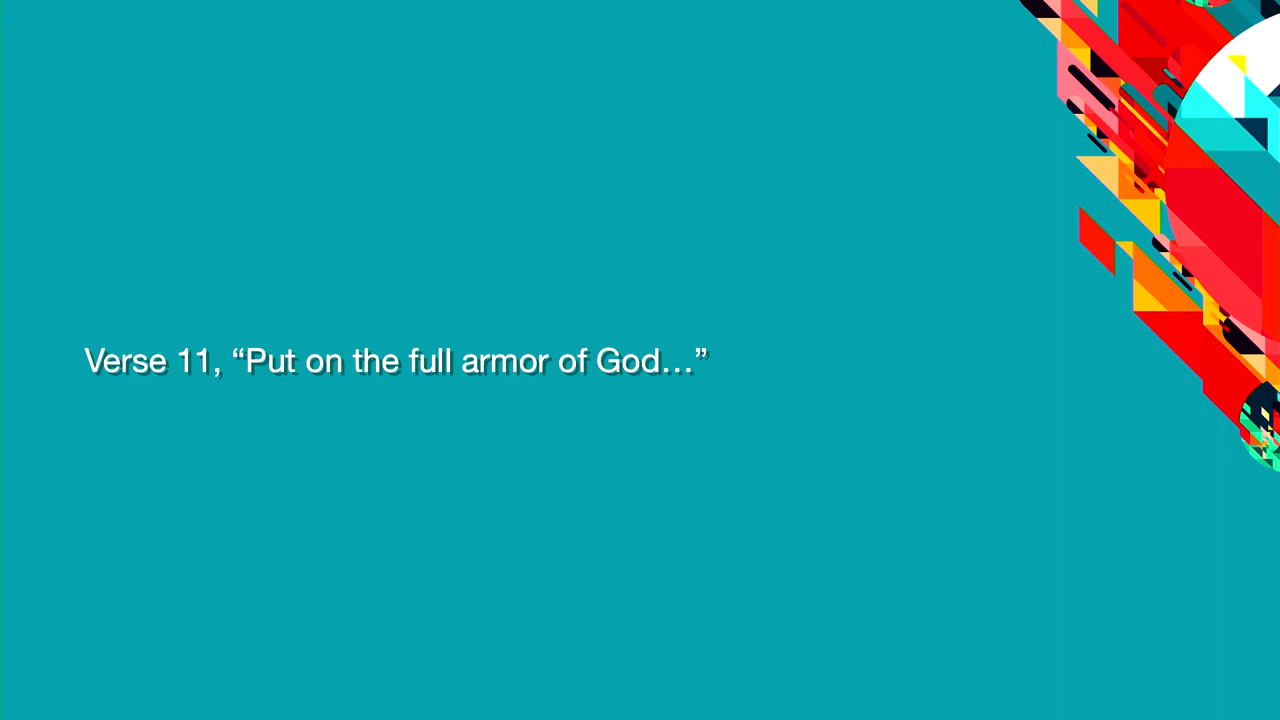 Verse 11, “Put on the full armor of God…”